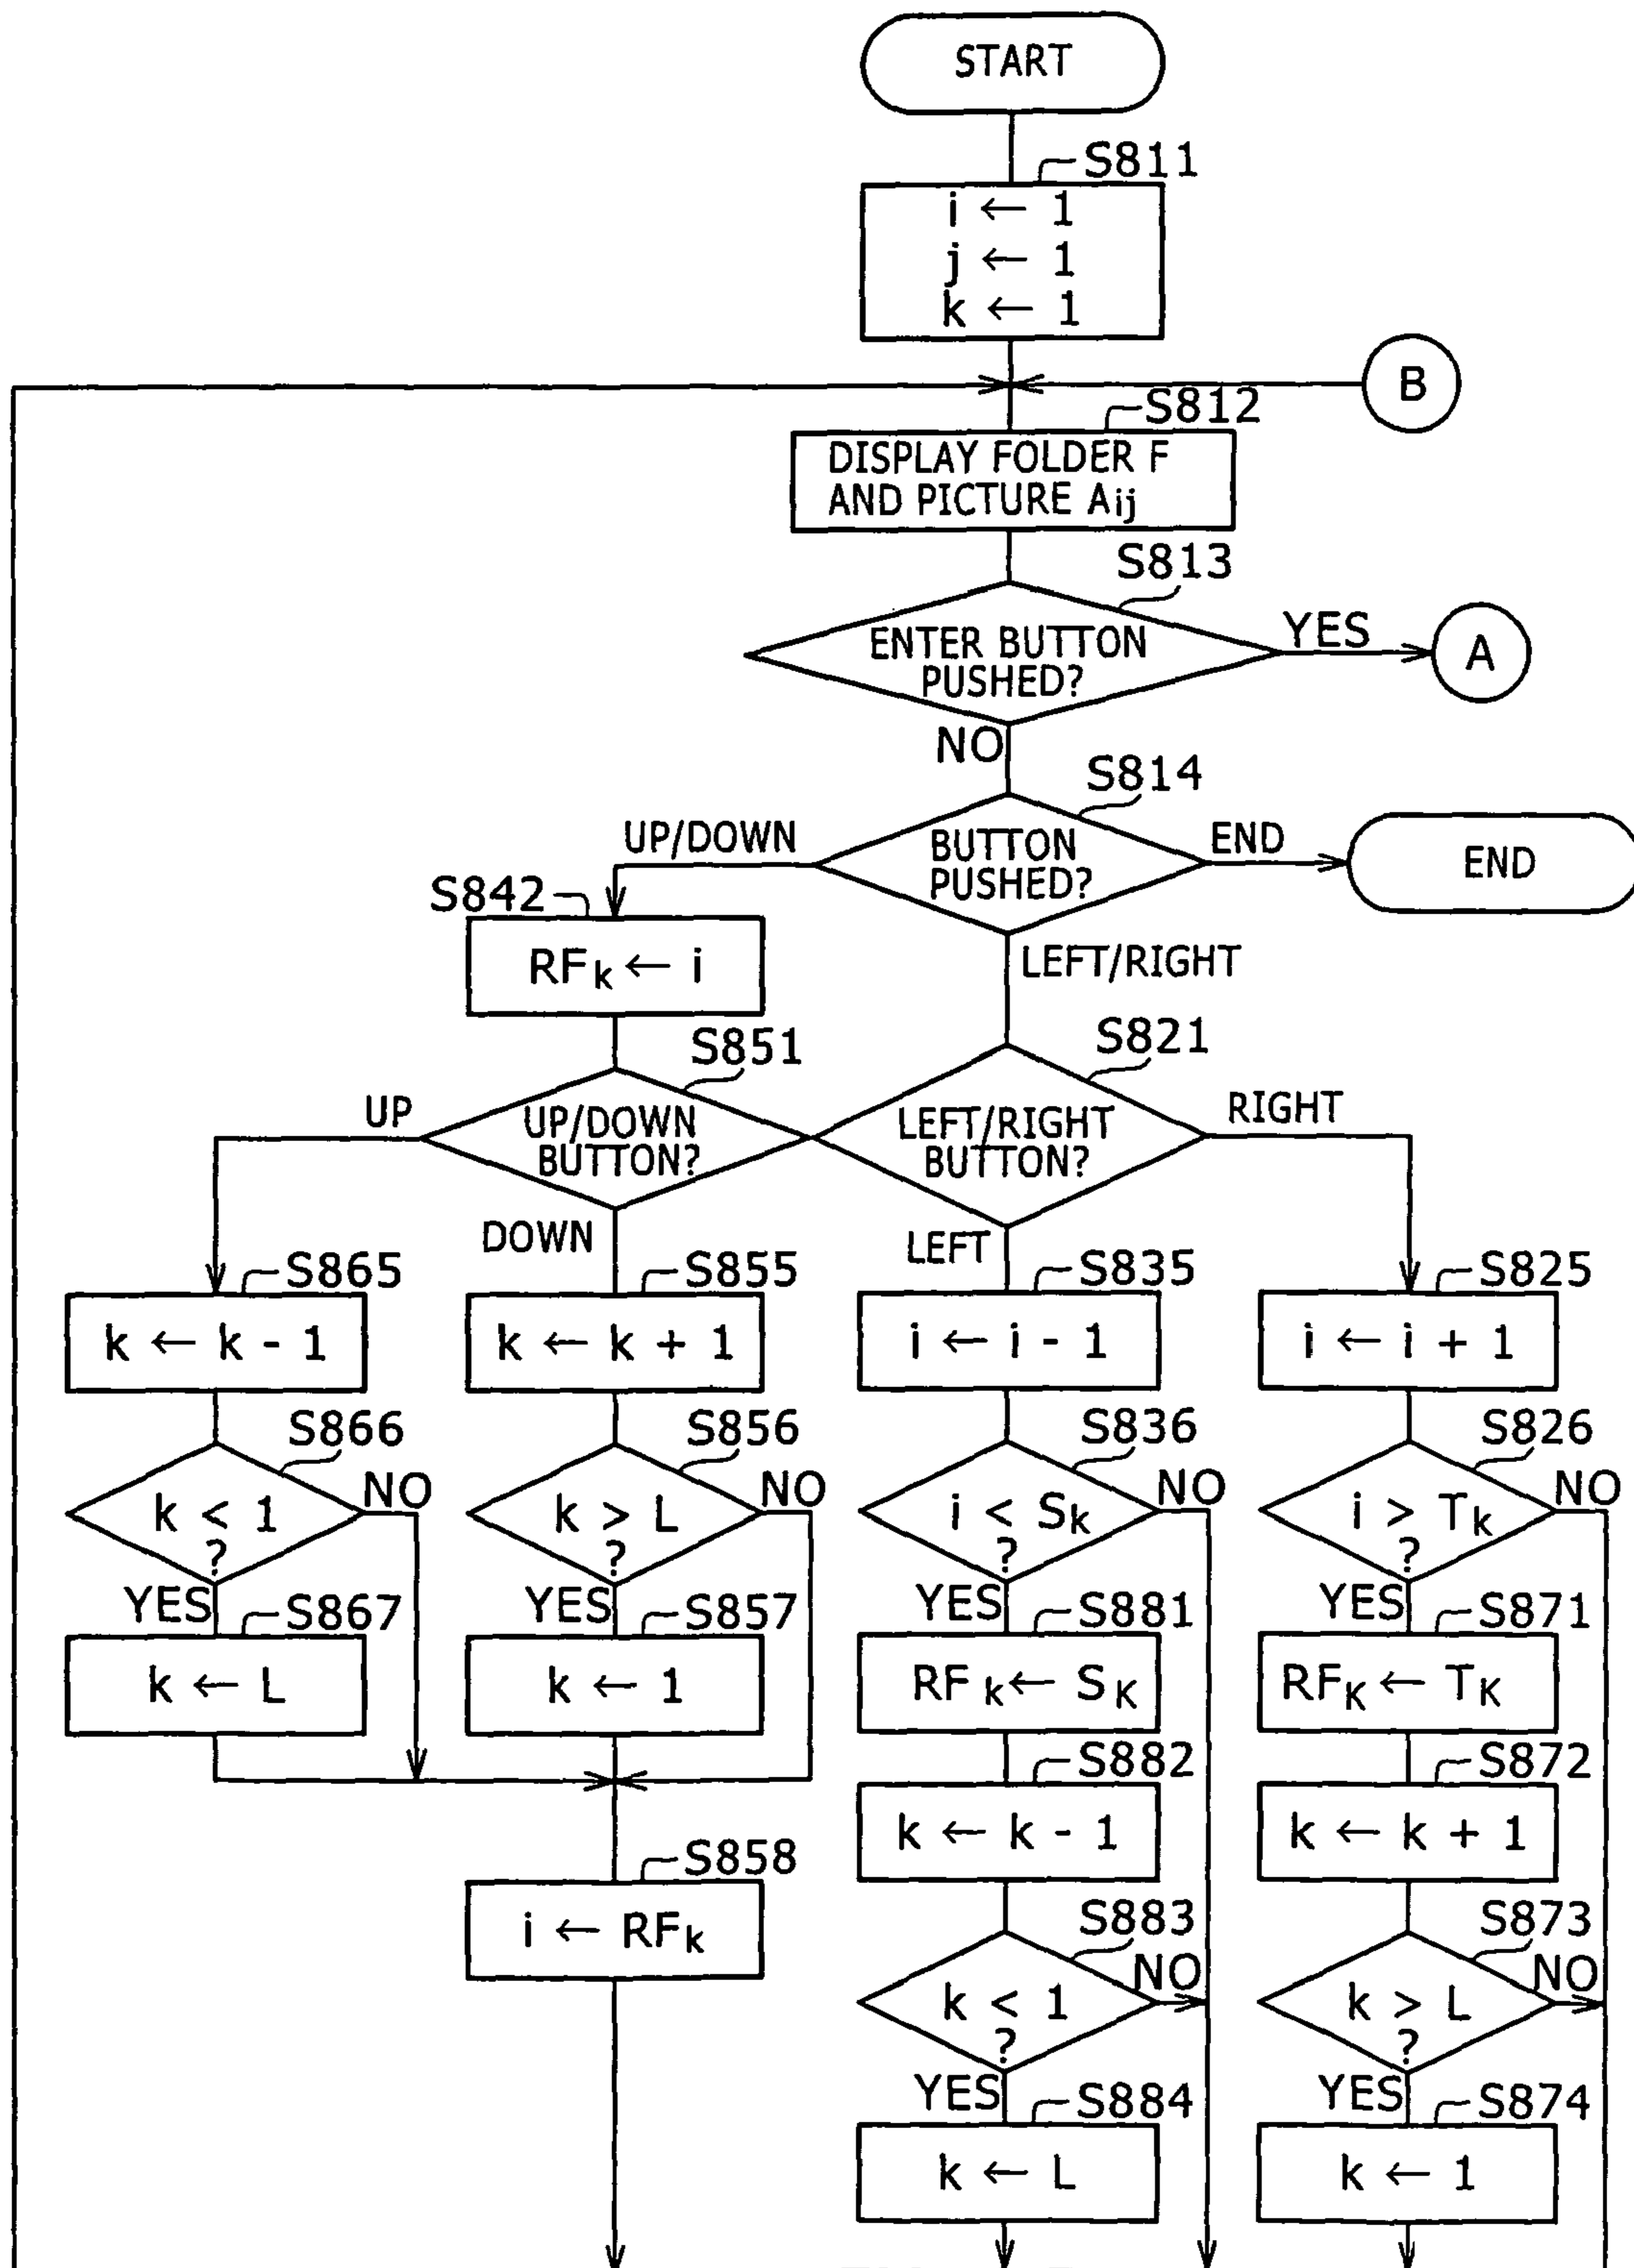 START
S811
i ← 1
j ← 1
k ← 1
B
S812
DISPLAY FOLDER F
AND PICTURE Aij
S813
ENTER BUTTON
PUSHED?
YES
A
NO
S814
UP/DOWN
BUTTON
PUSHED?
END
END
S842
RFk ← i
LEFT/RIGHT
S851
S821
UP
UP/DOWN
BUTTON?
LEFT/RIGHT
BUTTON?
RIGHT
DOWN
LEFT
S865
S855
S835
S825
k ← k - 1
k ← k + 1
i ← i - 1
i ← i + 1
S866
S856
S836
S826
k < 1
?
NO
k > L
?
NO
i < Sk
?
NO
i > Tk
?
NO
YES
S867
YES
S857
YES
S881
YES
S871
k ← L
k ← 1
RF k ← SK
RFK ← TK
S882
S872
k ← k - 1
k ← k + 1
S858
i ← RFk
S883
S873
k < 1
?
NO
k > L
?
NO
YES
S884
YES
S874
k ← L
k ← 1